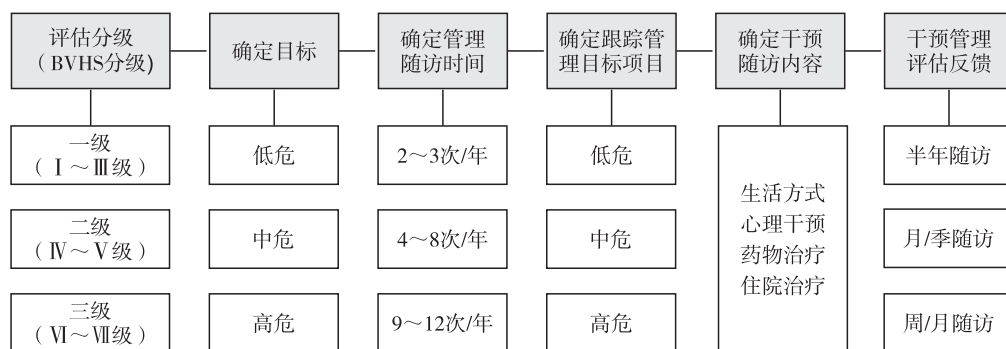 评估分级
（BVHS分级)
确定目标
确定管理
随访时间
确定跟踪管
理目标项目
确定干预
随访内容
干预管理
评估反馈
一级
（Ⅰ～Ⅲ级）
低危
2～3次/年
低危
生活方式
心理干预
药物治疗
住院治疗
半年随访
二级
（Ⅳ～Ⅴ级）
中危
4～8次/年
中危
月/季随访
三级
（Ⅵ～Ⅶ级）
高危
9～12次/年
高危
周/月随访